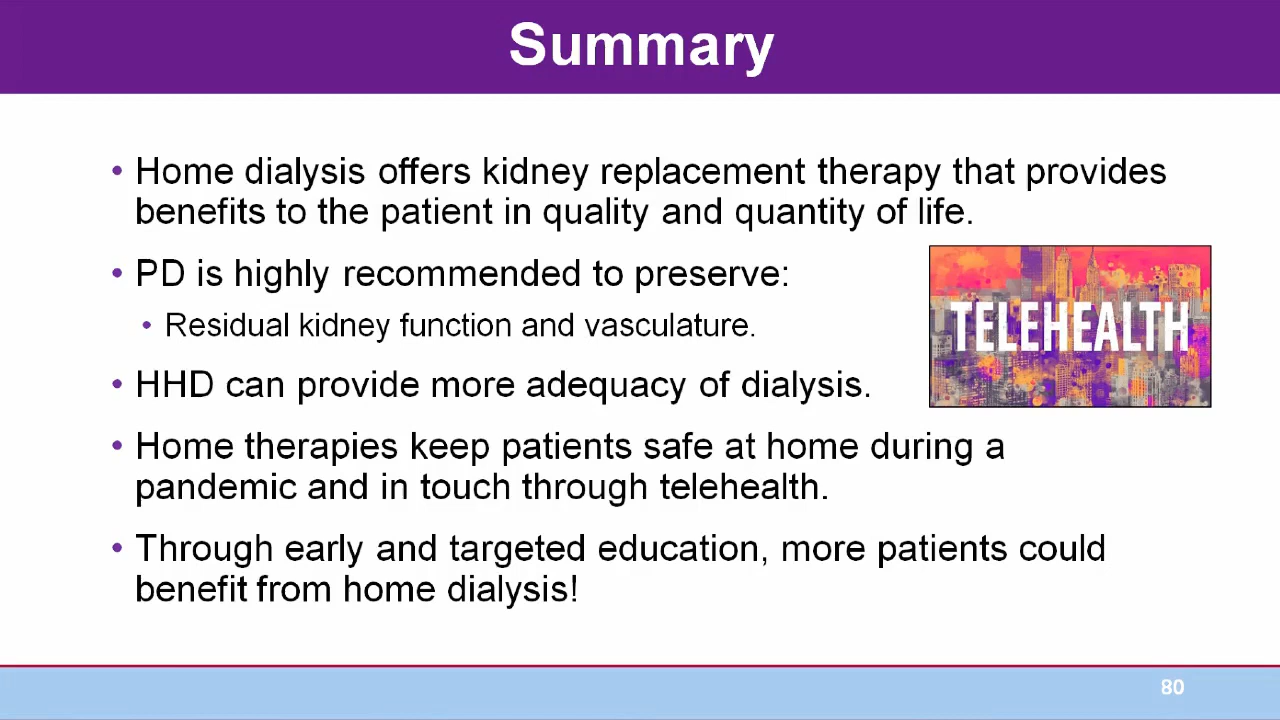 Summary
• Home dialysis offers kidney replacement therapy that provides
benefits to the patient in quality and quantity of life.
• PD is highly recommended to preserve:
• Residual kidney function and vasculature.
TELEHEALTH
• HHD can provide more adequacy of dialysis.
• Home therapies keep patients safe at home during a
pandemic and in touch through telehealth.
• Through early and targeted education, more patients could
benefit from home dialysis!
80